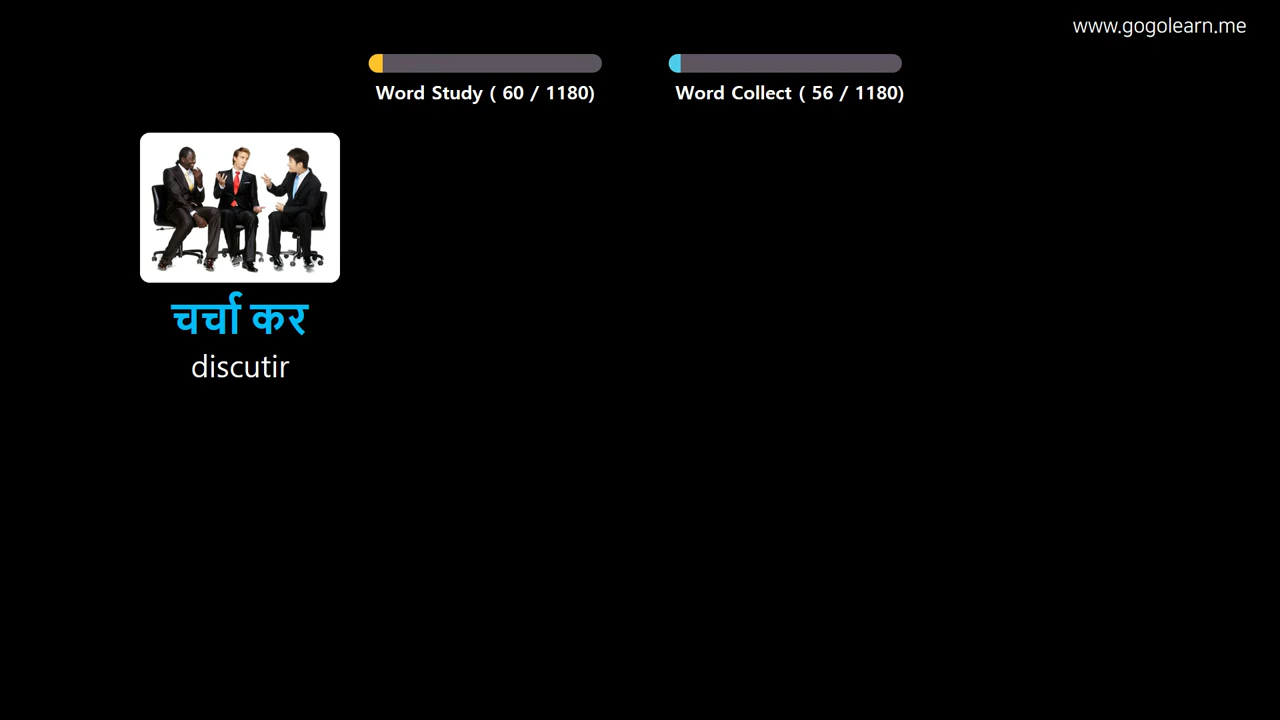 www.gogolearn.me
Word Study ( 60 / 1180)
Word Collect ( 56 / 1180)
चर्चा कर
discutir